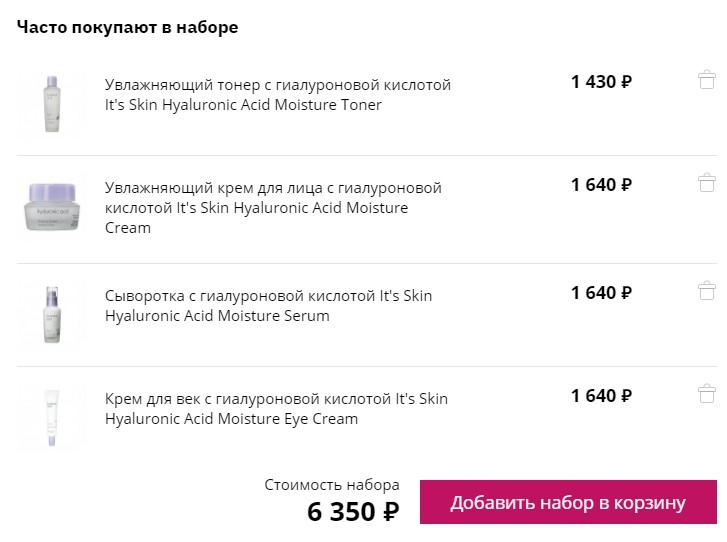 Часто покупают в наборе
Увлажняющий тонер с гиалуроновой кислотой
It's Skin Hyaluronic Acid Moisture Toner
1 430 ₽
Увлажняющий крем для лица с гиалуроновой
кислотой It's Skin Hyaluronic Acid Moisture
Cream
1 640 ₽
Сыворотка с гиалуроновой кислотой It's Skin
Hyaluronic Acid Moisture Serum
1 640 ₽
Крем для век с гиалуроновой кислотой It's Skin
Hyaluronic Acid Moisture Eye Cream
1 640 ₽
Стоимость набора
6 350 ₽
Добавить набор в корзину